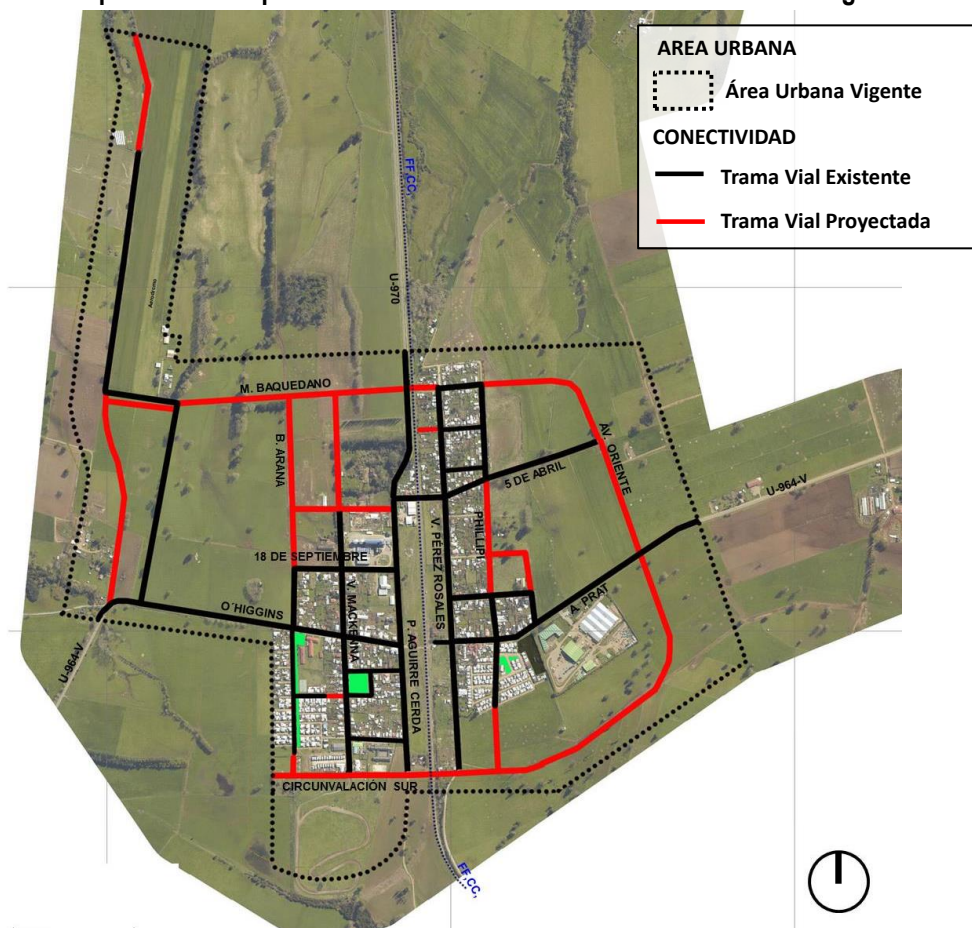 AREA URBANA
Área Urbana Vigente
CONECTIVIDAD
Trama Vial Existente
Trama Vial Proyectada
FF,CC,
U-970
Aerodromo
M. BAQUEDANO
B. ARANA
AV. ORIENTE
5 DE ABRIL
U-964-V
PHILLIPI
V. PÉREZ ROSALES
18 DE SEPTIEMBRE
V. MACKENNA
O´HIGGINS
A. PRAT
P. AGUIRRE CERDA
U-964-V
CIRCUNVALACIÓN SUR
FF,CC,